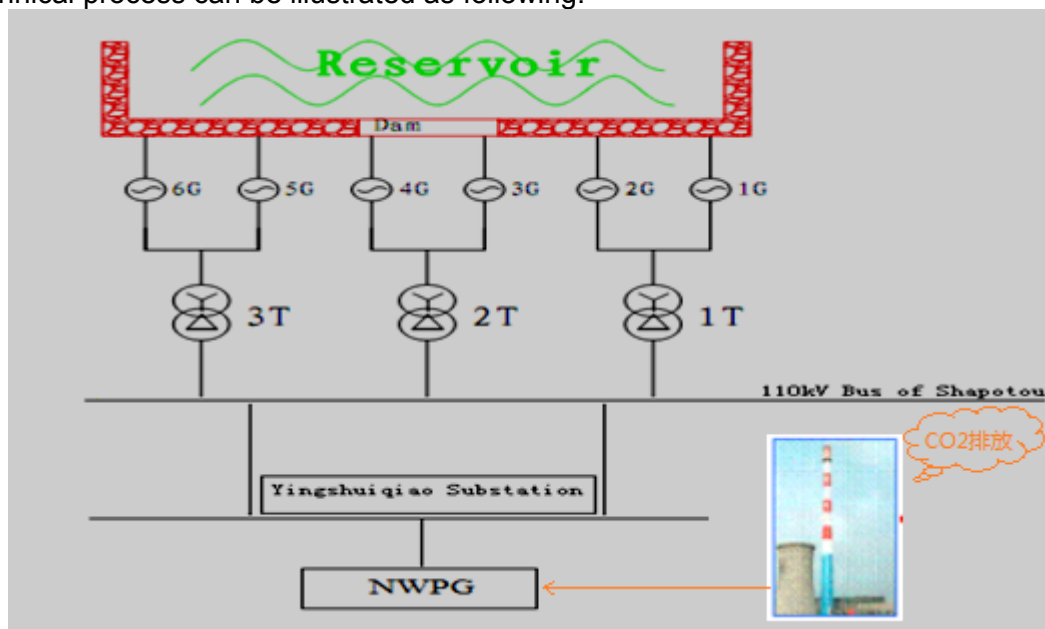 Reservoir
Dam
6G 5G 4G 3G 2G 1G
3T 2T 1T
110kV Bus of Shapotou
CO2排放
Yingshuiqiao Substation
NWPG